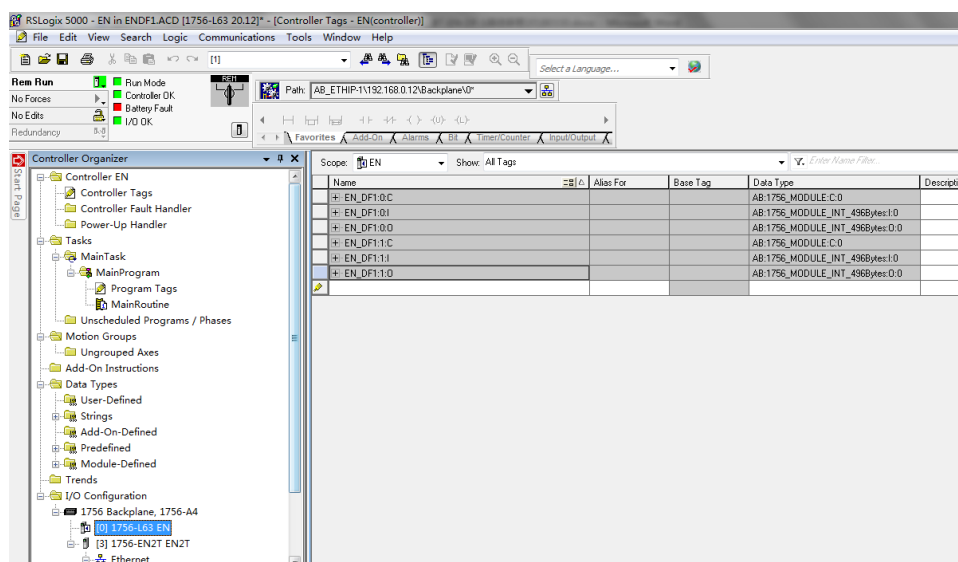 RSLogix 5000 - EN in ENDF1.ACD [1756-L63 20.12]* - [Controller Tags - EN(controller)]
File Edit View Search Logic Communications Tools Window Help
[1]
Select a Language...
Rem Run
Run Mode
REM
No Forces
Controller OK
Path: AB_ETHIP-1\192.168.0.12\Backplane\0*
No Edits
Battery Fault
Redundancy
I/O OK
Favorites Add-On Alarms Bit Timer/Counter Input/Output
Start Page
Controller Organizer
Scope: EN Show: All Tags
Enter Name Filter...
Name Alias For Base Tag Data Type Descripti
EN_DF1:0:C AB:1756_MODULE:C:0
EN_DF1:0:I AB:1756_MODULE_INT_496Bytes:I:0
EN_DF1:0:O AB:1756_MODULE_INT_496Bytes:O:0
EN_DF1:1:C AB:1756_MODULE:C:0
EN_DF1:1:I AB:1756_MODULE_INT_496Bytes:I:0
EN_DF1:1:O AB:1756_MODULE_INT_496Bytes:O:0
Controller EN
Controller Tags
Controller Fault Handler
Power-Up Handler
Tasks
MainTask
MainProgram
Program Tags
MainRoutine
Unscheduled Programs / Phases
Motion Groups
Ungrouped Axes
Add-On Instructions
Data Types
User-Defined
Strings
Add-On-Defined
Predefined
Module-Defined
Trends
I/O Configuration
1756 Backplane, 1756-A4
[0] 1756-L63 EN
[3] 1756-EN2T EN2T
Ethernet